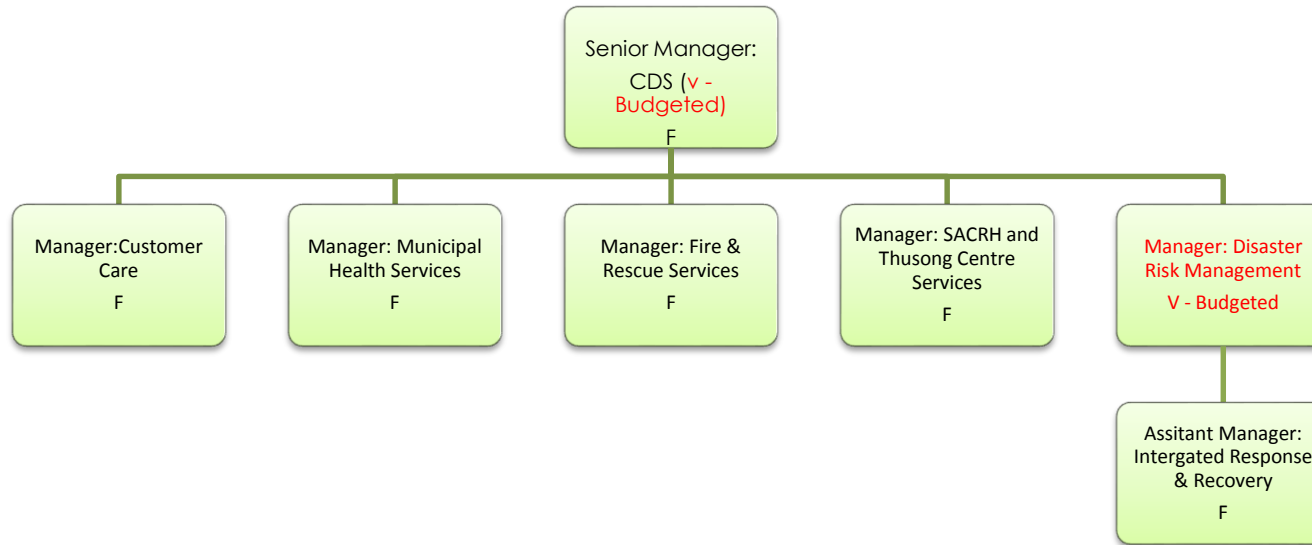 Senior Manager:
CDS (v -
Budgeted)
F
Manager:Customer
Care
F
Manager: Municipal
Health Services
F
Manager: Fire &
Rescue Services
F
Manager: SACRH and
Thusong Centre
Services
F
Manager: Disaster
Risk Management
V - Budgeted
Assitant Manager:
Intergated Response
& Recovery
F